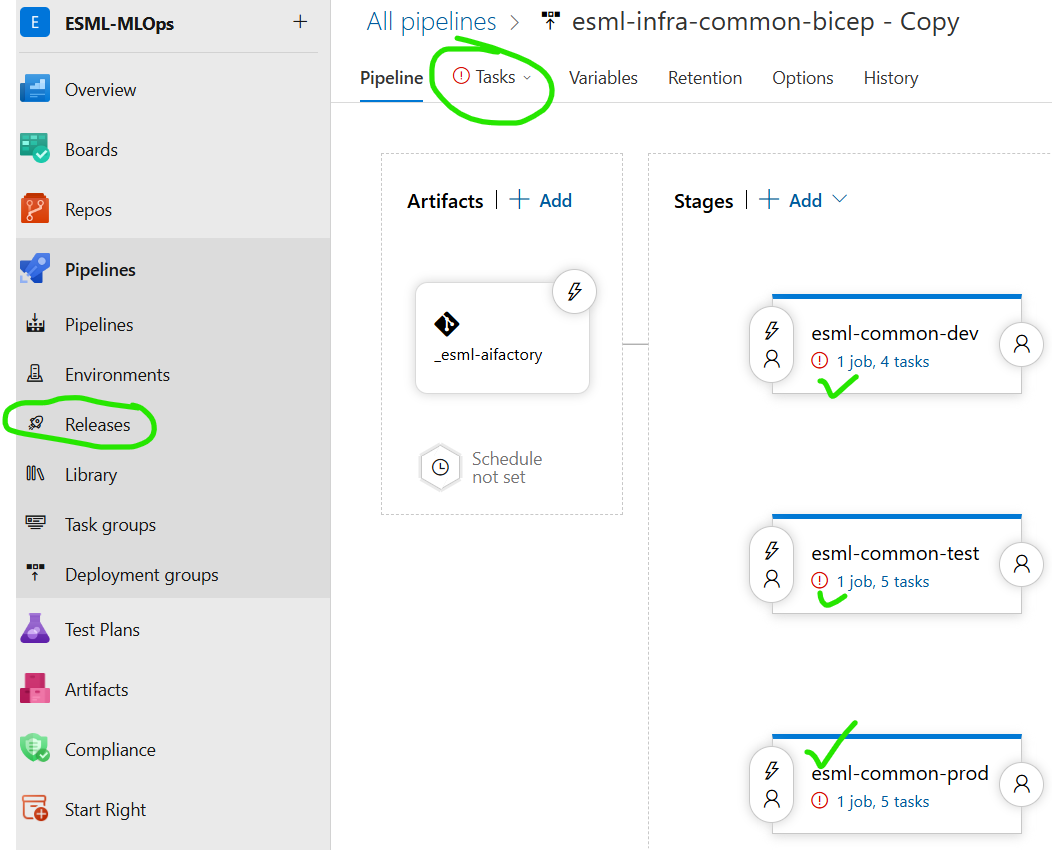 E ESML-MLOps +
Overview
Boards
Repos
Pipelines
Pipelines
Environments
Releases
Library
Task groups
Deployment groups
Test Plans
Artifacts
Compliance
Start Right
All pipelines > esml-infra-common-bicep - Copy
Pipeline Tasks Variables Retention Options History
Artifacts | + Add
_esml-aifactory
Schedule
not set
Stages | + Add
esml-common-dev
1 job, 4 tasks
esml-common-test
1 job, 5 tasks
esml-common-prod
1 job, 5 tasks